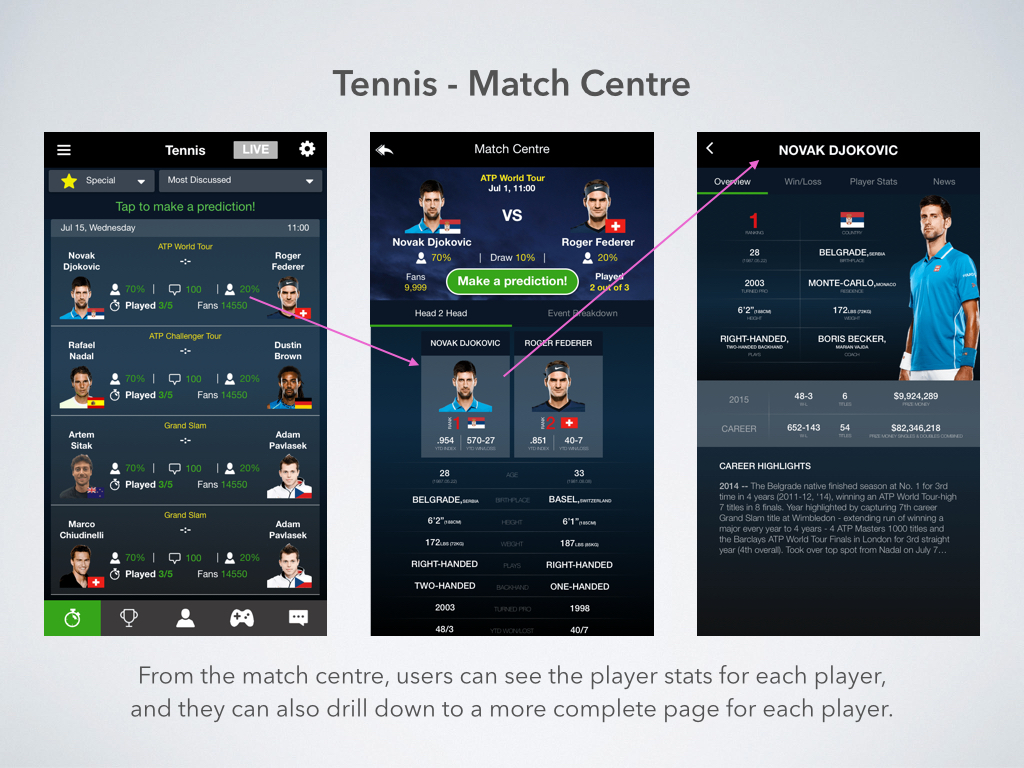 Tennis - Match Centre
Tennis LIVE
Special Most Discussed
Tap to make a prediction!
Jul 15, Wednesday 11:00
ATP World Tour
Novak Djokovic -:- Roger Federer
70% | 100 | 20%
Played 3/5 Fans 14550
ATP Challenger Tour
Rafael Nadal -:- Dustin Brown
70% | 100 | 20%
Played 3/5 Fans 14550
Grand Slam
Artem Sitak -:- Adam Pavlasek
70% | 100 | 20%
Played 3/5 Fans 14550
Grand Slam
Marco Chiudinelli -:- Adam Pavlasek
70% | 100 | 20%
Played 3/5 Fans 14550
Match Centre
ATP World Tour
Jul 1, 11:00
VS
Novak Djokovic Roger Federer
70% | Draw 10% | 20%
Fans 9,999 Make a prediction! Played 2 out of 3
Head 2 Head Event Breakdown
NOVAK DJOKOVIC ROGER FEDERER
RANK 1 RANK 2
.954 570-27 .851 40-7
YTD INDEX YTD WIN/LOSS YTD INDEX YTD WIN/LOSS
28 AGE 33
BELGRADE, SERBIA BIRTHPLACE BASEL, SWITZERLAND
6'2" (188CM) HEIGHT 6'1" (185CM)
172 LBS (72KG) WEIGHT 187 LBS (85KG)
RIGHT-HANDED PLAYS RIGHT-HANDED
TWO-HANDED BACKHAND ONE-HANDED
2003 TURNED PRO 1998
48/3 YTD WON/LOST 40/7
NOVAK DJOKOVIC
Overview Win/Loss Player Stats News
1
RANKING COUNTRY
28 BELGRADE, SERBIA
(1987.05.22) BIRTHPLACE
2003 MONTE-CARLO, MONACO
TURNED PRO RESIDENCE
6'2" (188CM) 172 LBS (72KG)
HEIGHT WEIGHT
RIGHT-HANDED, BORIS BECKER,
TWO-HANDED BACKHAND MARIAN VAJDA
PLAYS COACH
2015 48-3 6 $9,924,289
W-L TITLES PRIZE MONEY
CAREER 652-143 54 $82,346,218
W-L TITLES PRIZE MONEY SINGLES & DOUBLES COMBINED
CAREER HIGHLIGHTS
2014 -- The Belgrade native finished season at No. 1 for 3rd
time in 4 years (2011-12, '14), winning an ATP World Tour-high
7 titles in 8 finals. Year highlighted by capturing 7th career
Grand Slam title at Wimbledon - extending run of winning a
major every year to 4 years - 4 ATP Masters 1000 titles and
the Barclays ATP World Tour Finals in London for 3rd straight
year (4th overall). Took over top spot from Nadal on July 7...
From the match centre, users can see the player stats for each player,
and they can also drill down to a more complete page for each player.